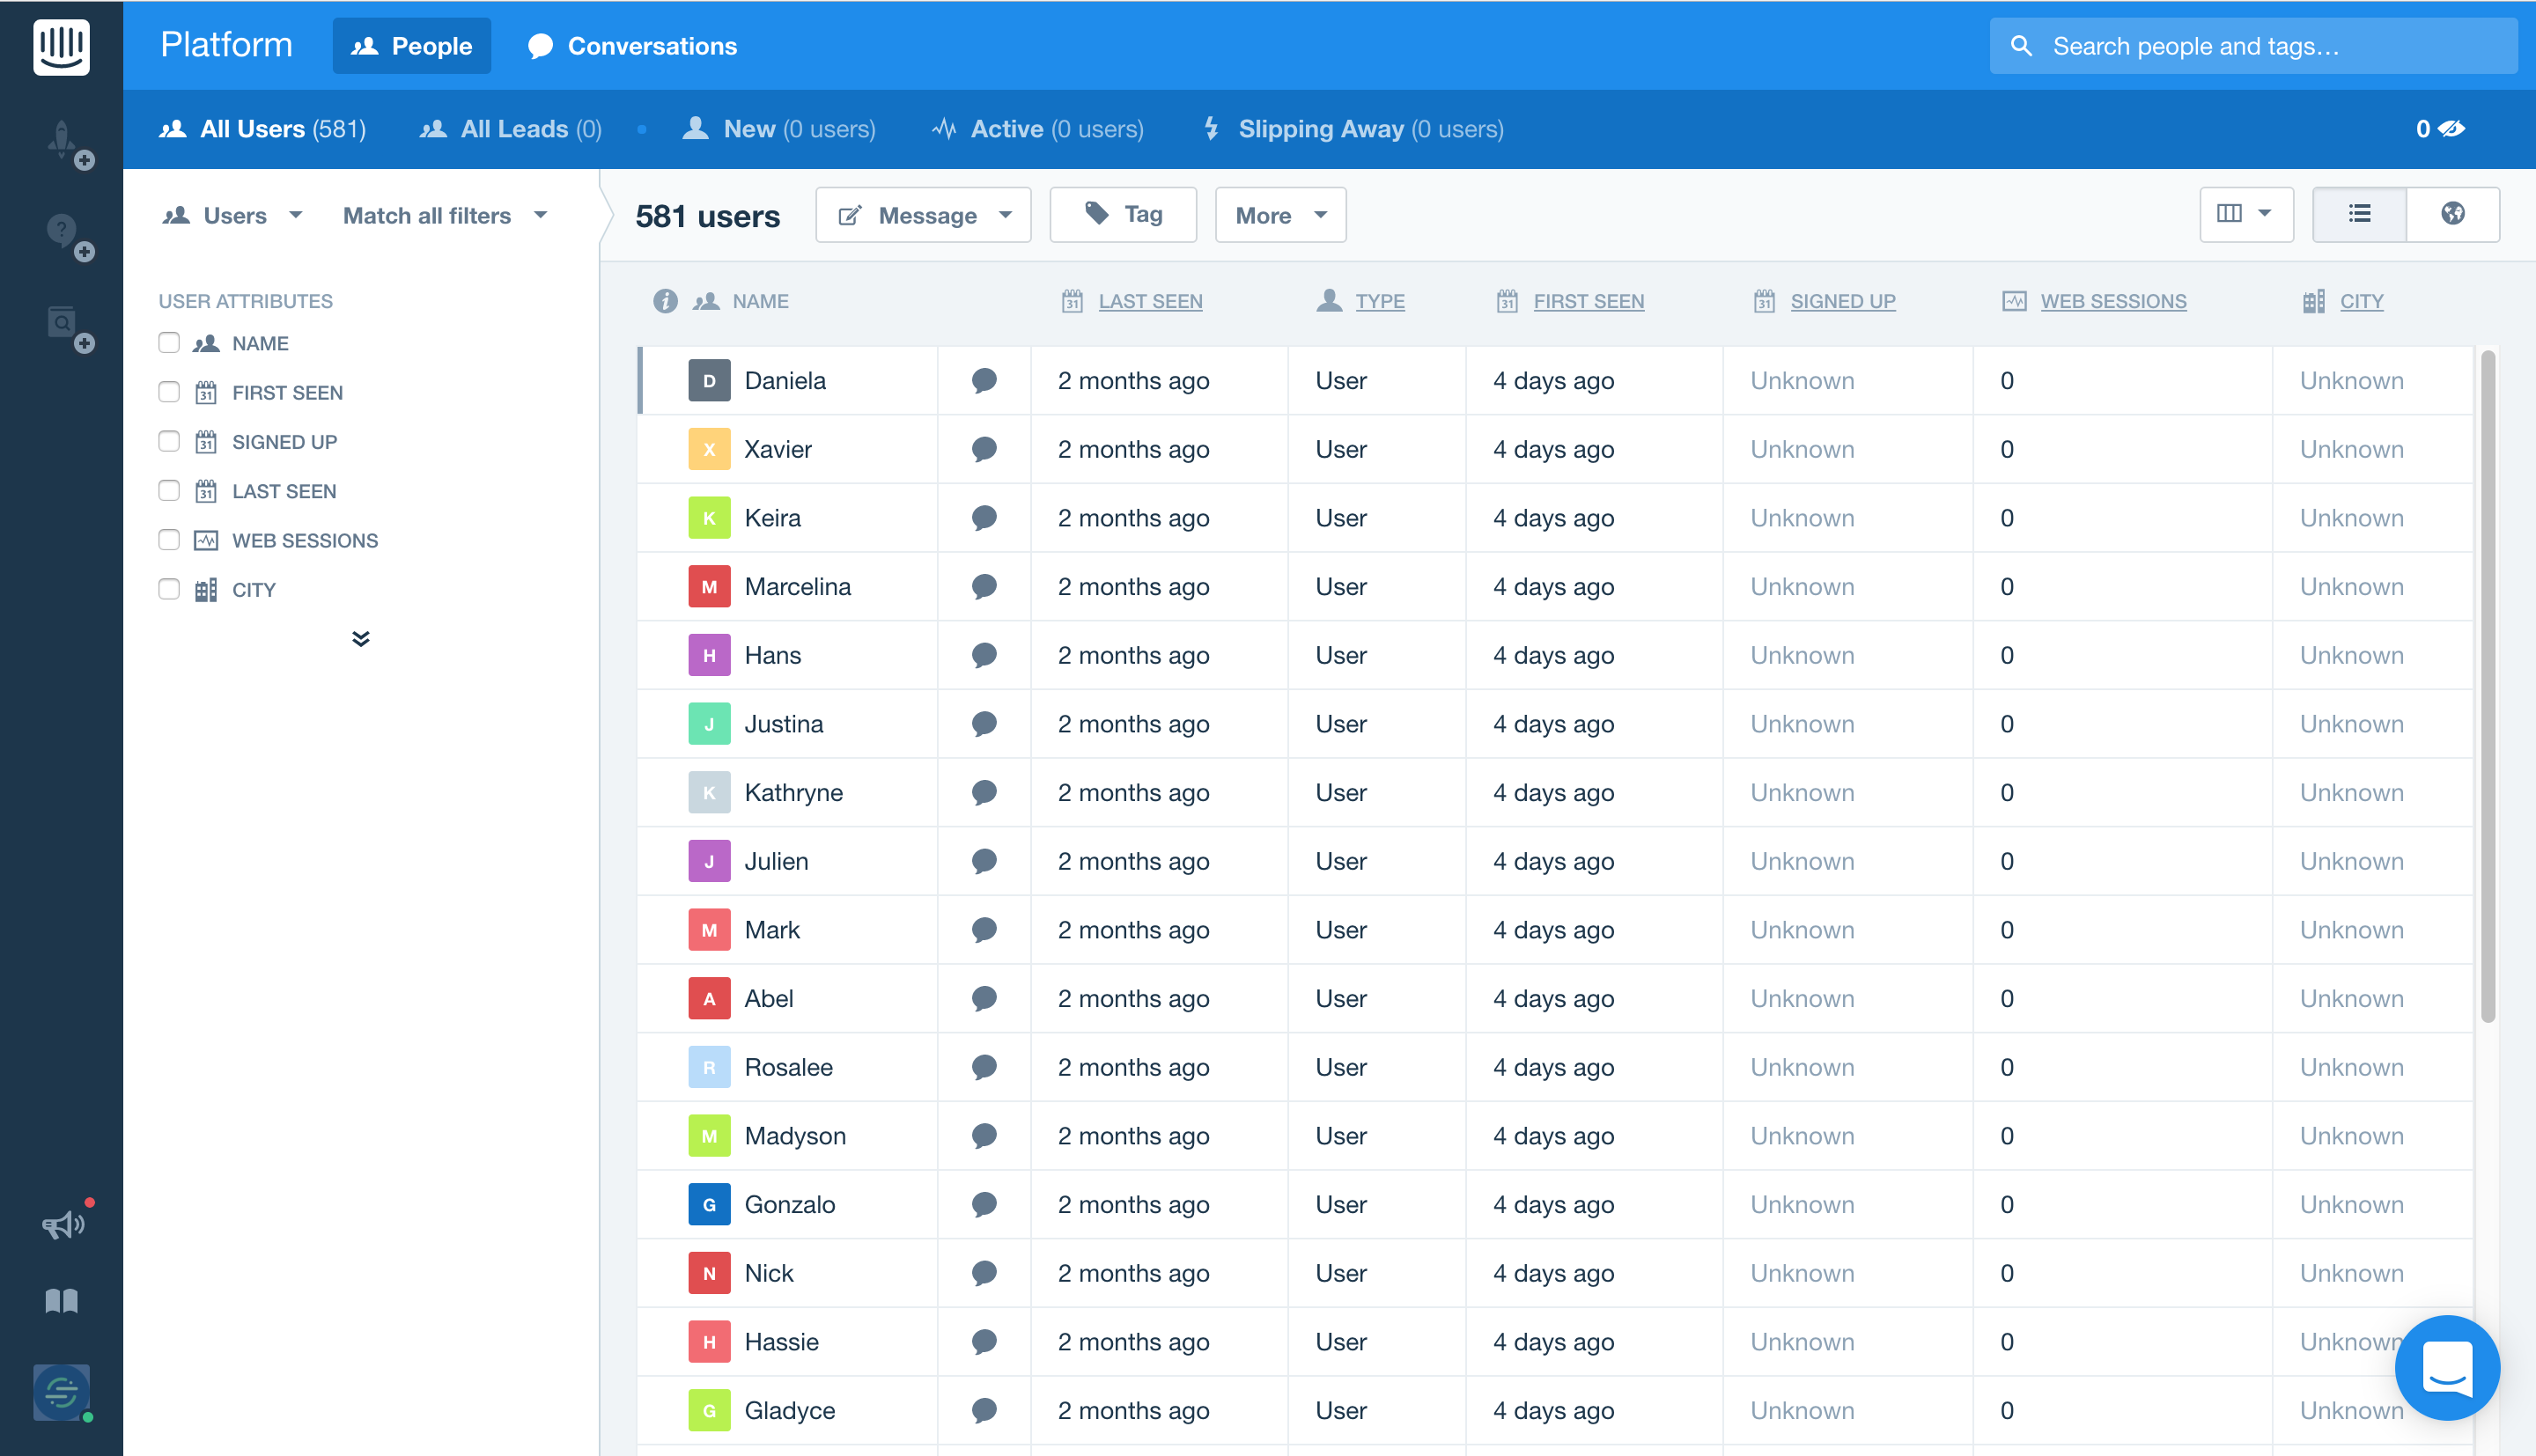 Platform People Conversations Search people and tags…
All Users (581) All Leads (0) New (0 users) Active (0 users) Slipping Away (0 users) 0
Users Match all filters 581 users Message Tag More
USER ATTRIBUTES
NAME
FIRST SEEN
SIGNED UP
LAST SEEN
WEB SESSIONS
CITY
NAME LAST SEEN TYPE FIRST SEEN SIGNED UP WEB SESSIONS CITY
D Daniela 2 months ago User 4 days ago Unknown 0 Unknown
X Xavier 2 months ago User 4 days ago Unknown 0 Unknown
K Keira 2 months ago User 4 days ago Unknown 0 Unknown
M Marcelina 2 months ago User 4 days ago Unknown 0 Unknown
H Hans 2 months ago User 4 days ago Unknown 0 Unknown
J Justina 2 months ago User 4 days ago Unknown 0 Unknown
K Kathryne 2 months ago User 4 days ago Unknown 0 Unknown
J Julien 2 months ago User 4 days ago Unknown 0 Unknown
M Mark 2 months ago User 4 days ago Unknown 0 Unknown
A Abel 2 months ago User 4 days ago Unknown 0 Unknown
R Rosalee 2 months ago User 4 days ago Unknown 0 Unknown
M Madyson 2 months ago User 4 days ago Unknown 0 Unknown
G Gonzalo 2 months ago User 4 days ago Unknown 0 Unknown
N Nick 2 months ago User 4 days ago Unknown 0 Unknown
H Hassie 2 months ago User 4 days ago Unknown 0 Unknown
G Gladyce 2 months ago User 4 days ago Unknown 0 Unknown